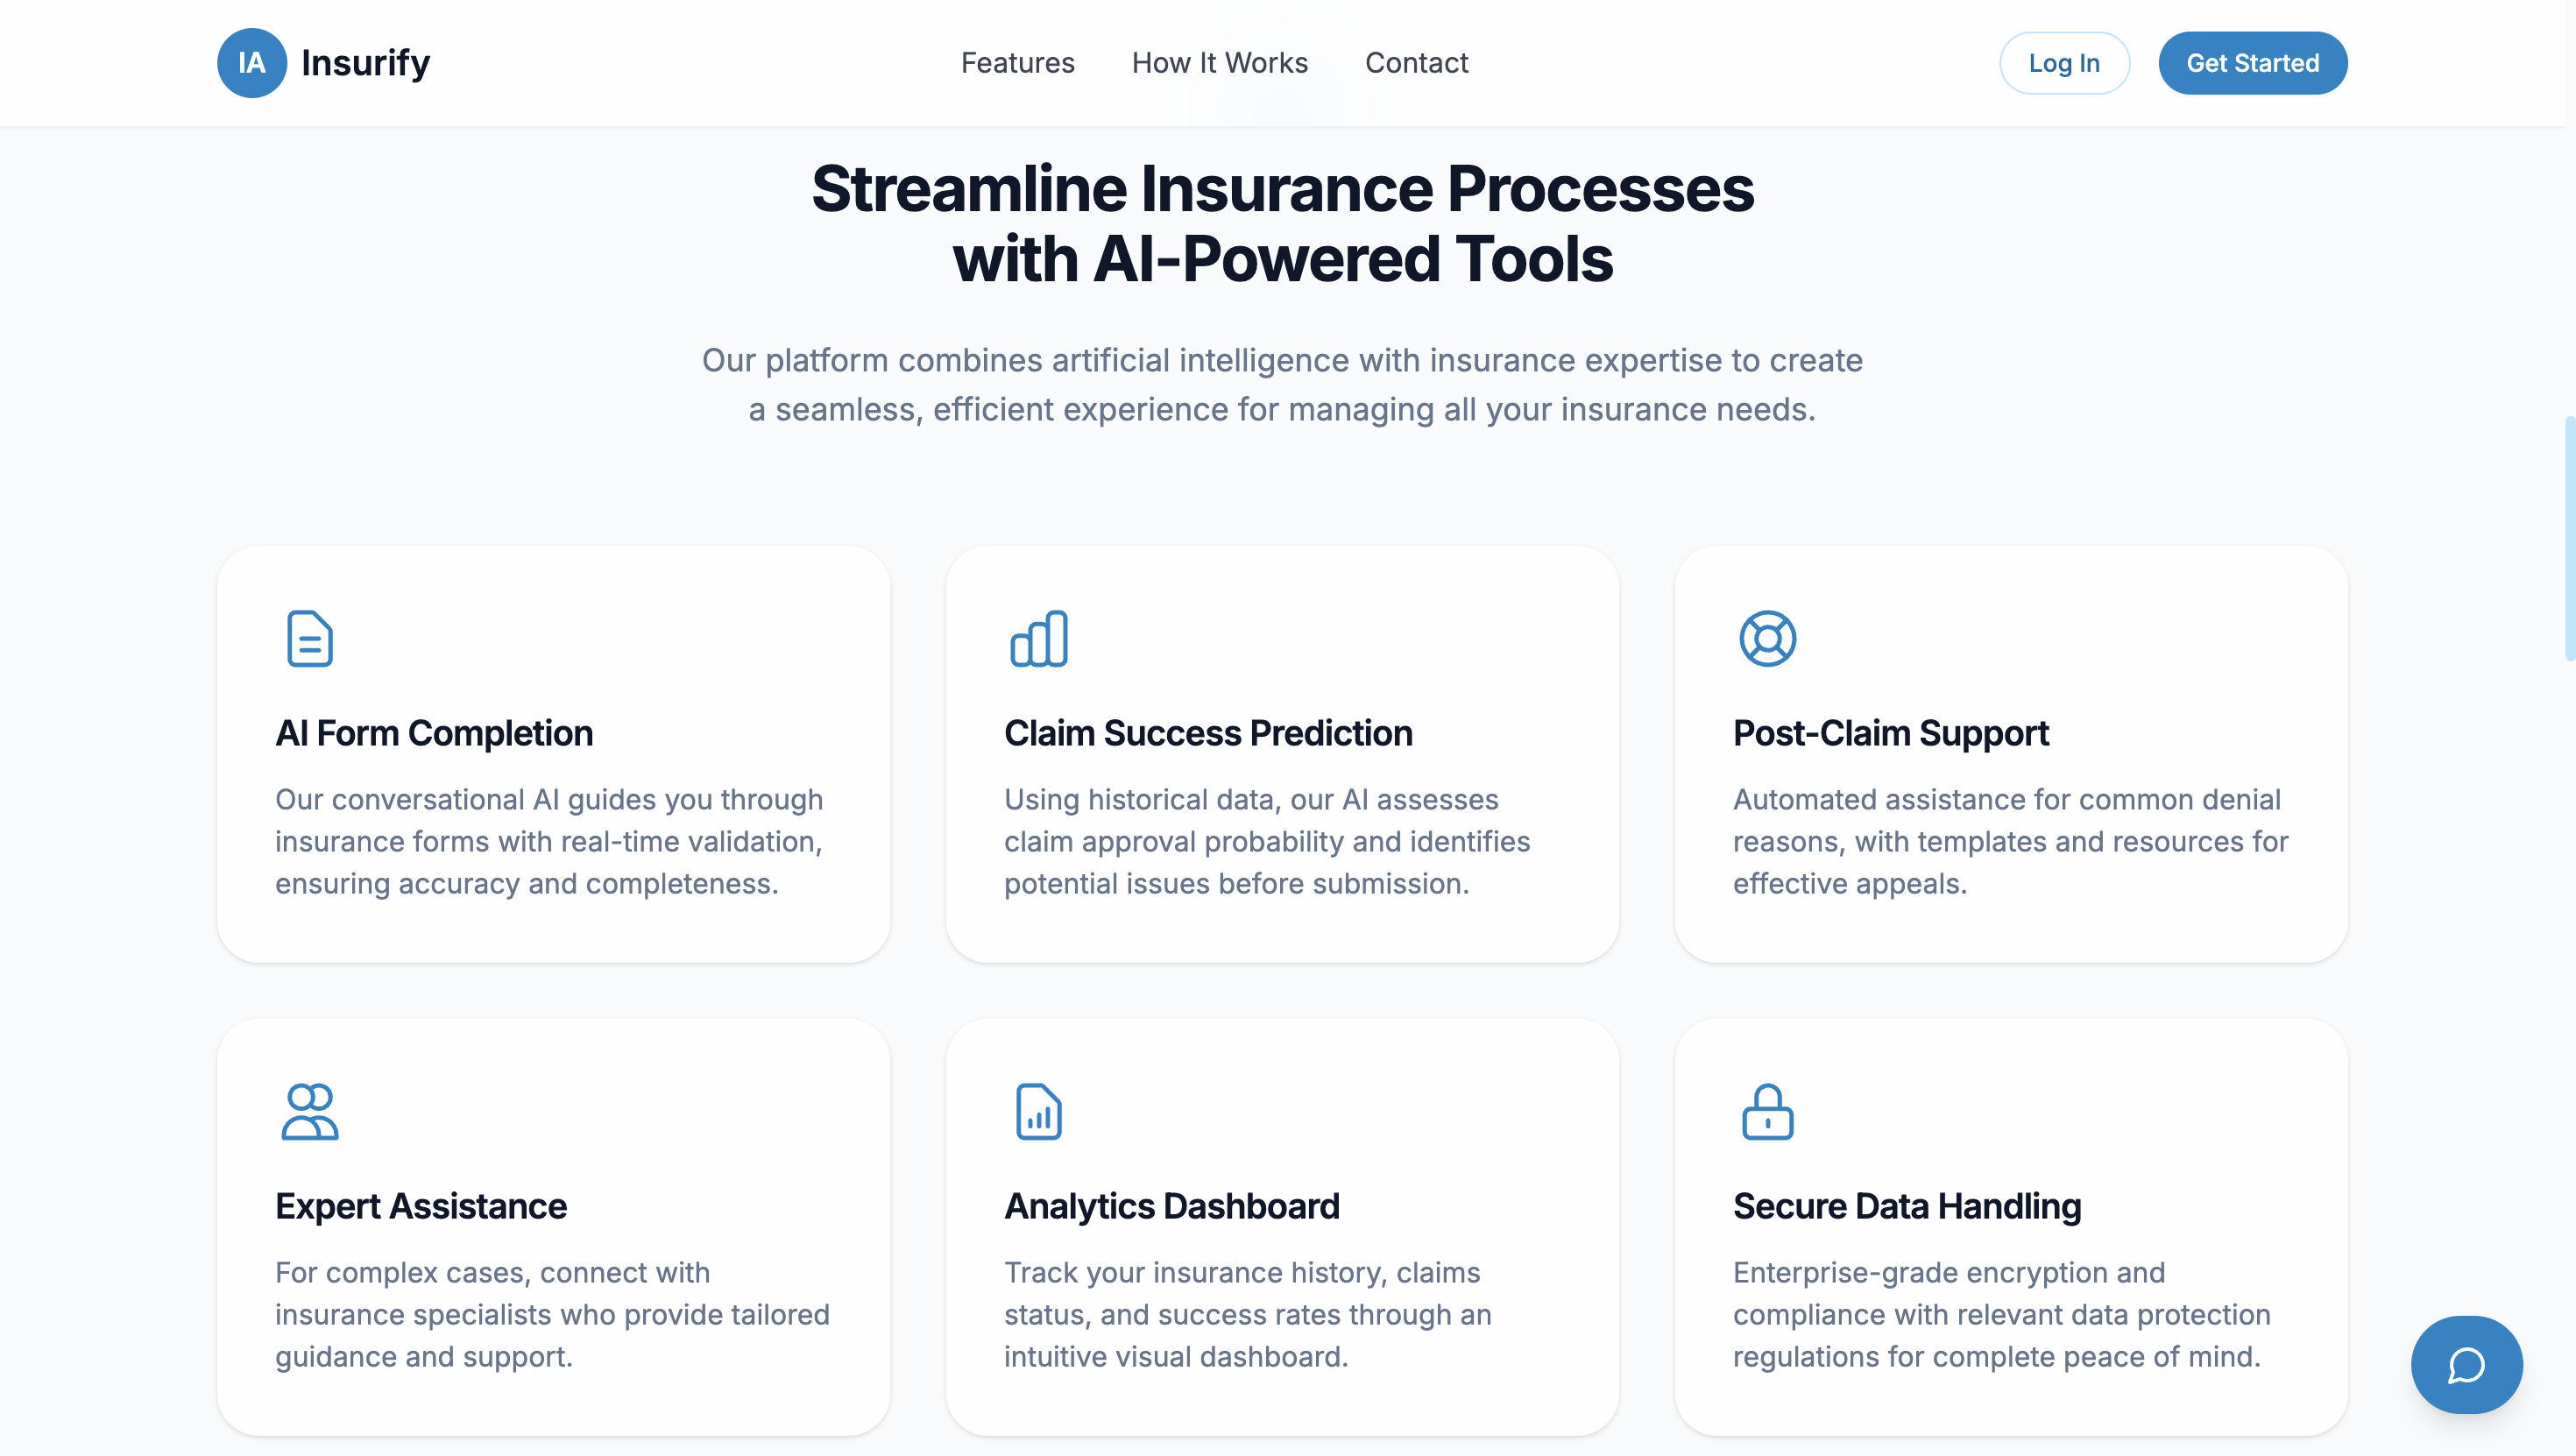 IA Insurify
Features How It Works Contact
Log In Get Started
Streamline Insurance Processes
with AI-Powered Tools
Our platform combines artificial intelligence with insurance expertise to create
a seamless, efficient experience for managing all your insurance needs.
AI Form Completion
Our conversational AI guides you through
insurance forms with real-time validation,
ensuring accuracy and completeness.
Claim Success Prediction
Using historical data, our AI assesses
claim approval probability and identifies
potential issues before submission.
Post-Claim Support
Automated assistance for common denial
reasons, with templates and resources for
effective appeals.
Expert Assistance
For complex cases, connect with
insurance specialists who provide tailored
guidance and support.
Analytics Dashboard
Track your insurance history, claims
status, and success rates through an
intuitive visual dashboard.
Secure Data Handling
Enterprise-grade encryption and
compliance with relevant data protection
regulations for complete peace of mind.